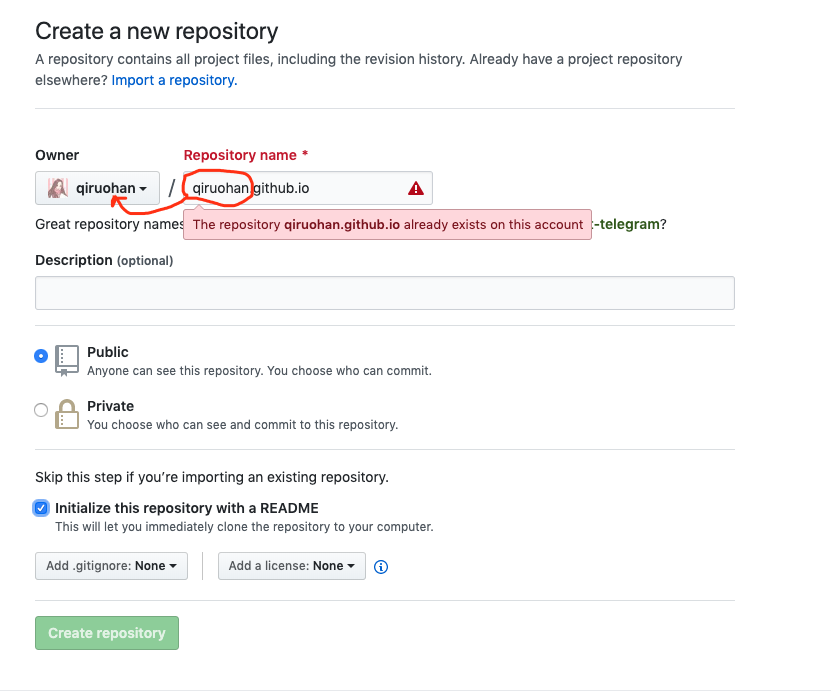 Create a new repository
A repository contains all project files, including the revision history. Already have a project repository
elsewhere? Import a repository.
Owner
Repository name *
qiruohan / qiruohan.github.io
Great repository names
-telegram?
The repository qiruohan.github.io already exists on this account
Description (optional)
Public
Anyone can see this repository. You choose who can commit.
Private
You choose who can see and commit to this repository.
Skip this step if you’re importing an existing repository.
Initialize this repository with a README
This will let you immediately clone the repository to your computer.
Add .gitignore: None
Add a license: None
Create repository